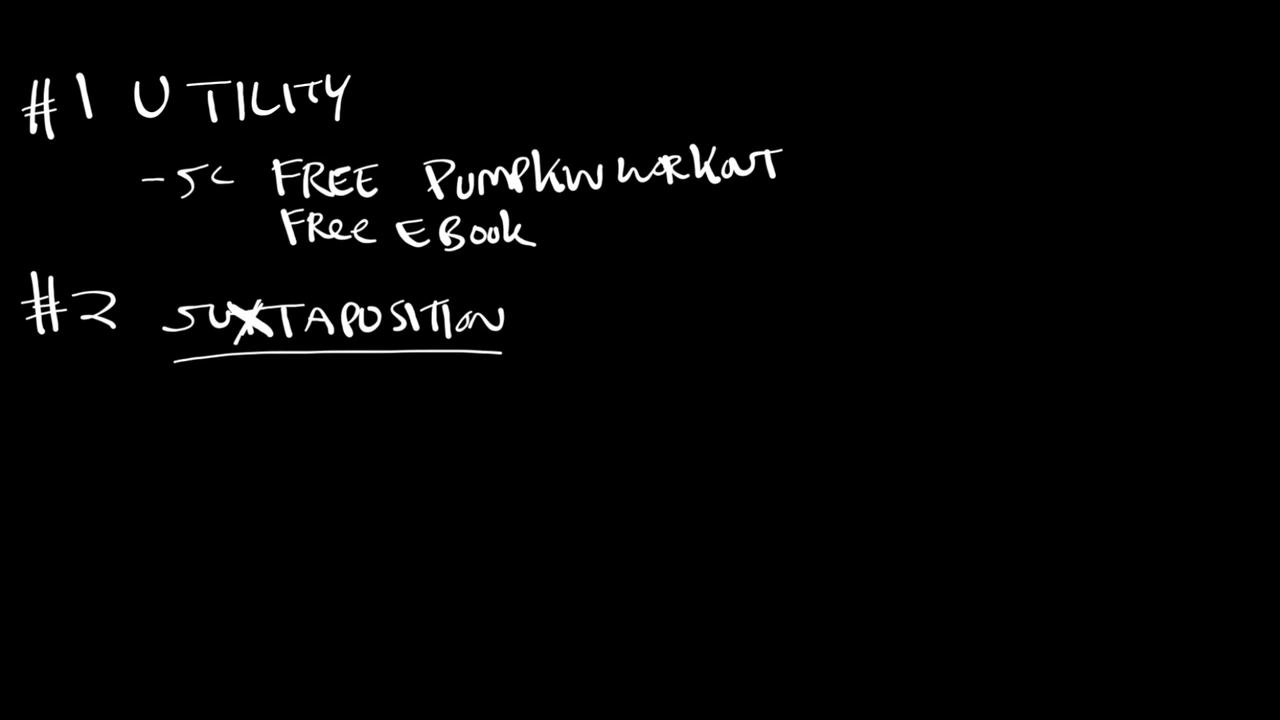 #1 UTILITY
- 5C FREE PUMPKIN WORKOUT
FREE EBOOK
#2 JUXTAPOSITION